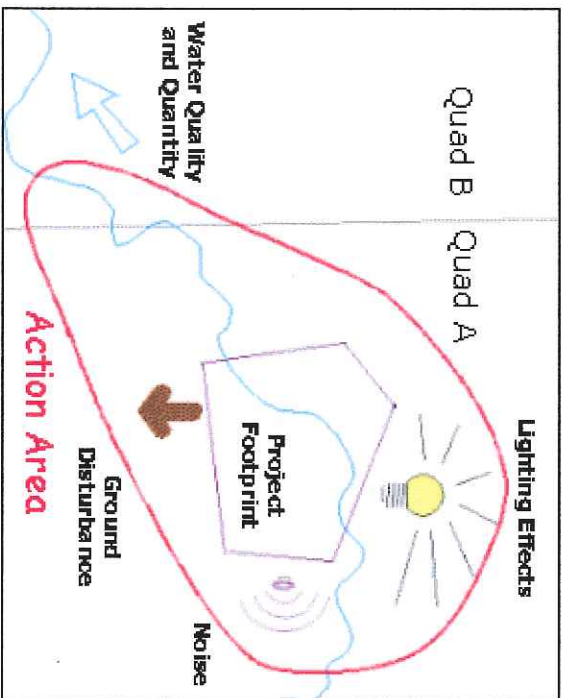 Quad B
Quad A
Water Quality
and Quantity
Lighting Effects
Project
Footprint
Action Area
Ground
Disturbance
Noise